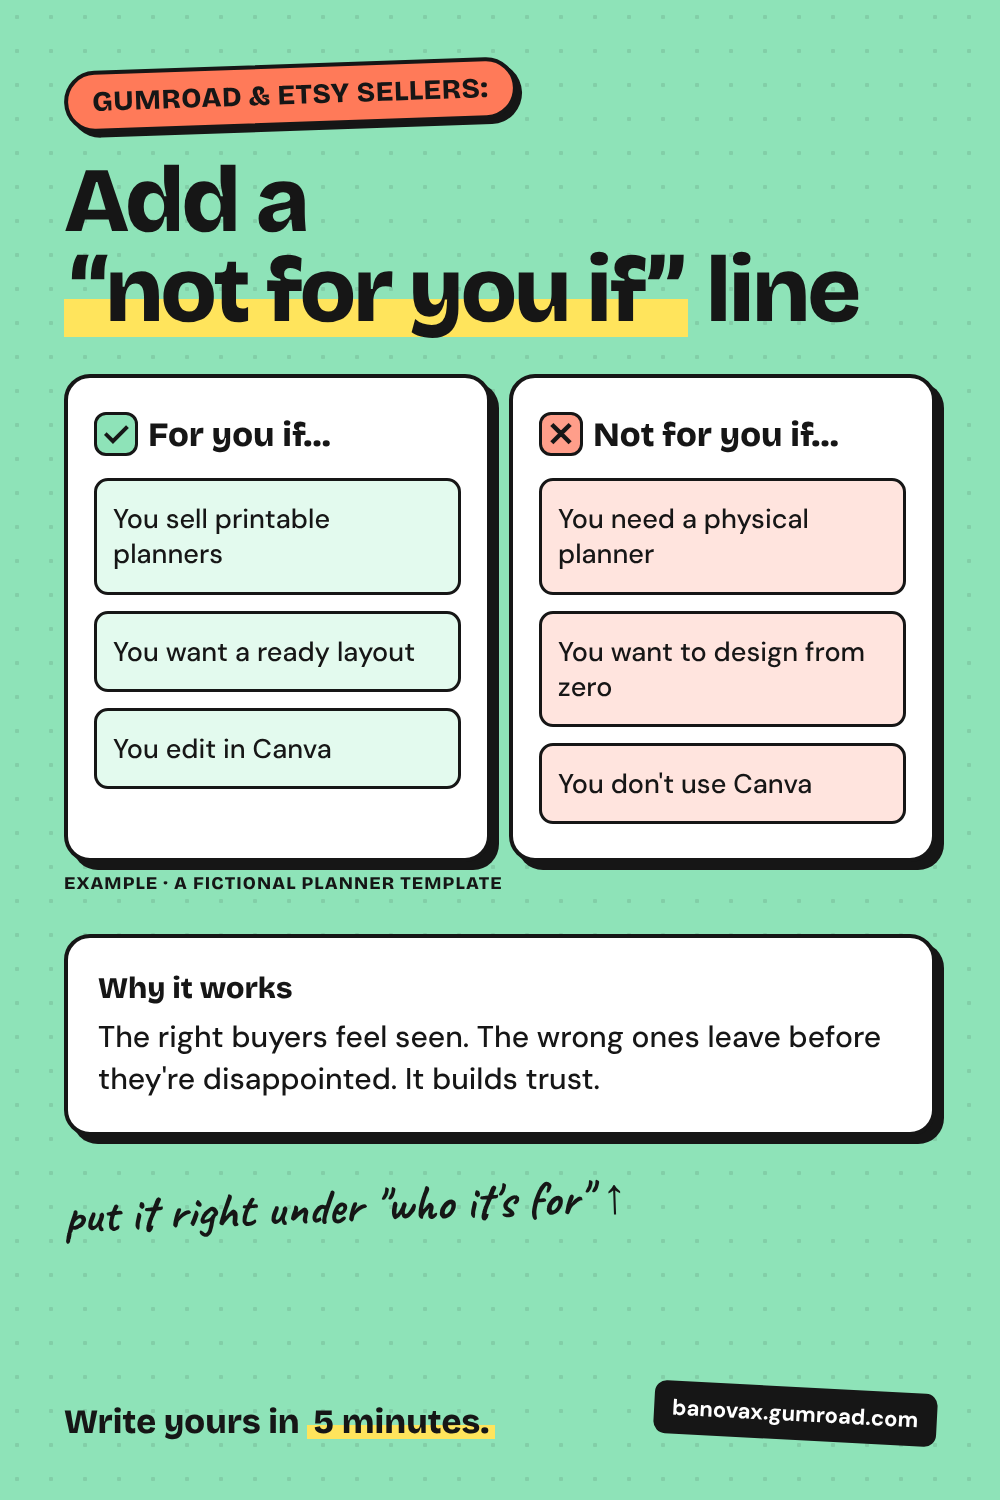 GUMROAD & ETSY SELLERS:
Add a
“not for you if” line
For you if...
You sell printable
planners
You want a ready layout
You edit in Canva
Not for you if...
You need a physical
planner
You want to design from
zero
You don't use Canva
EXAMPLE · A FICTIONAL PLANNER TEMPLATE
Why it works
The right buyers feel seen. The wrong ones leave before
they're disappointed. It builds trust.
put it right under "who it's for" ↑
Write yours in 5 minutes.
banovax.gumroad.com